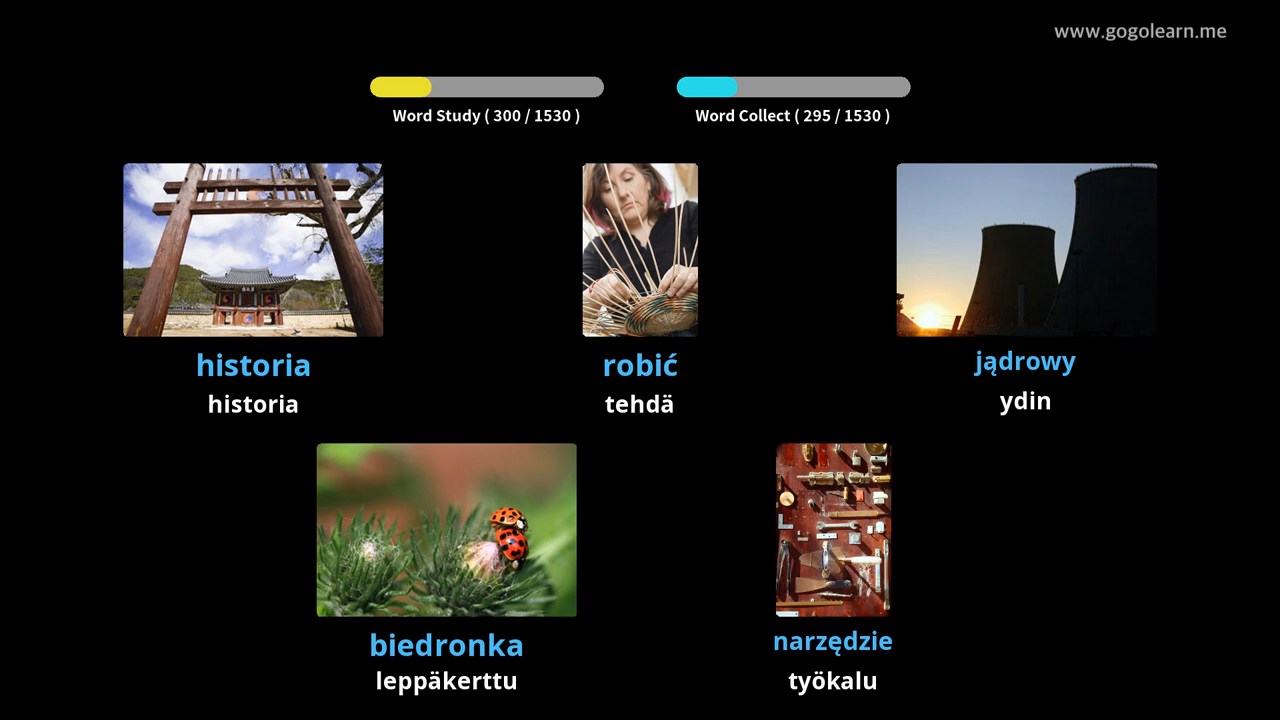 www.gogolearn.me
Word Study ( 300 / 1530 )
Word Collect ( 295 / 1530 )
historia
historia
robić
tehdä
jądrowy
ydin
biedronka
leppäkerttu
narzędzie
työkalu